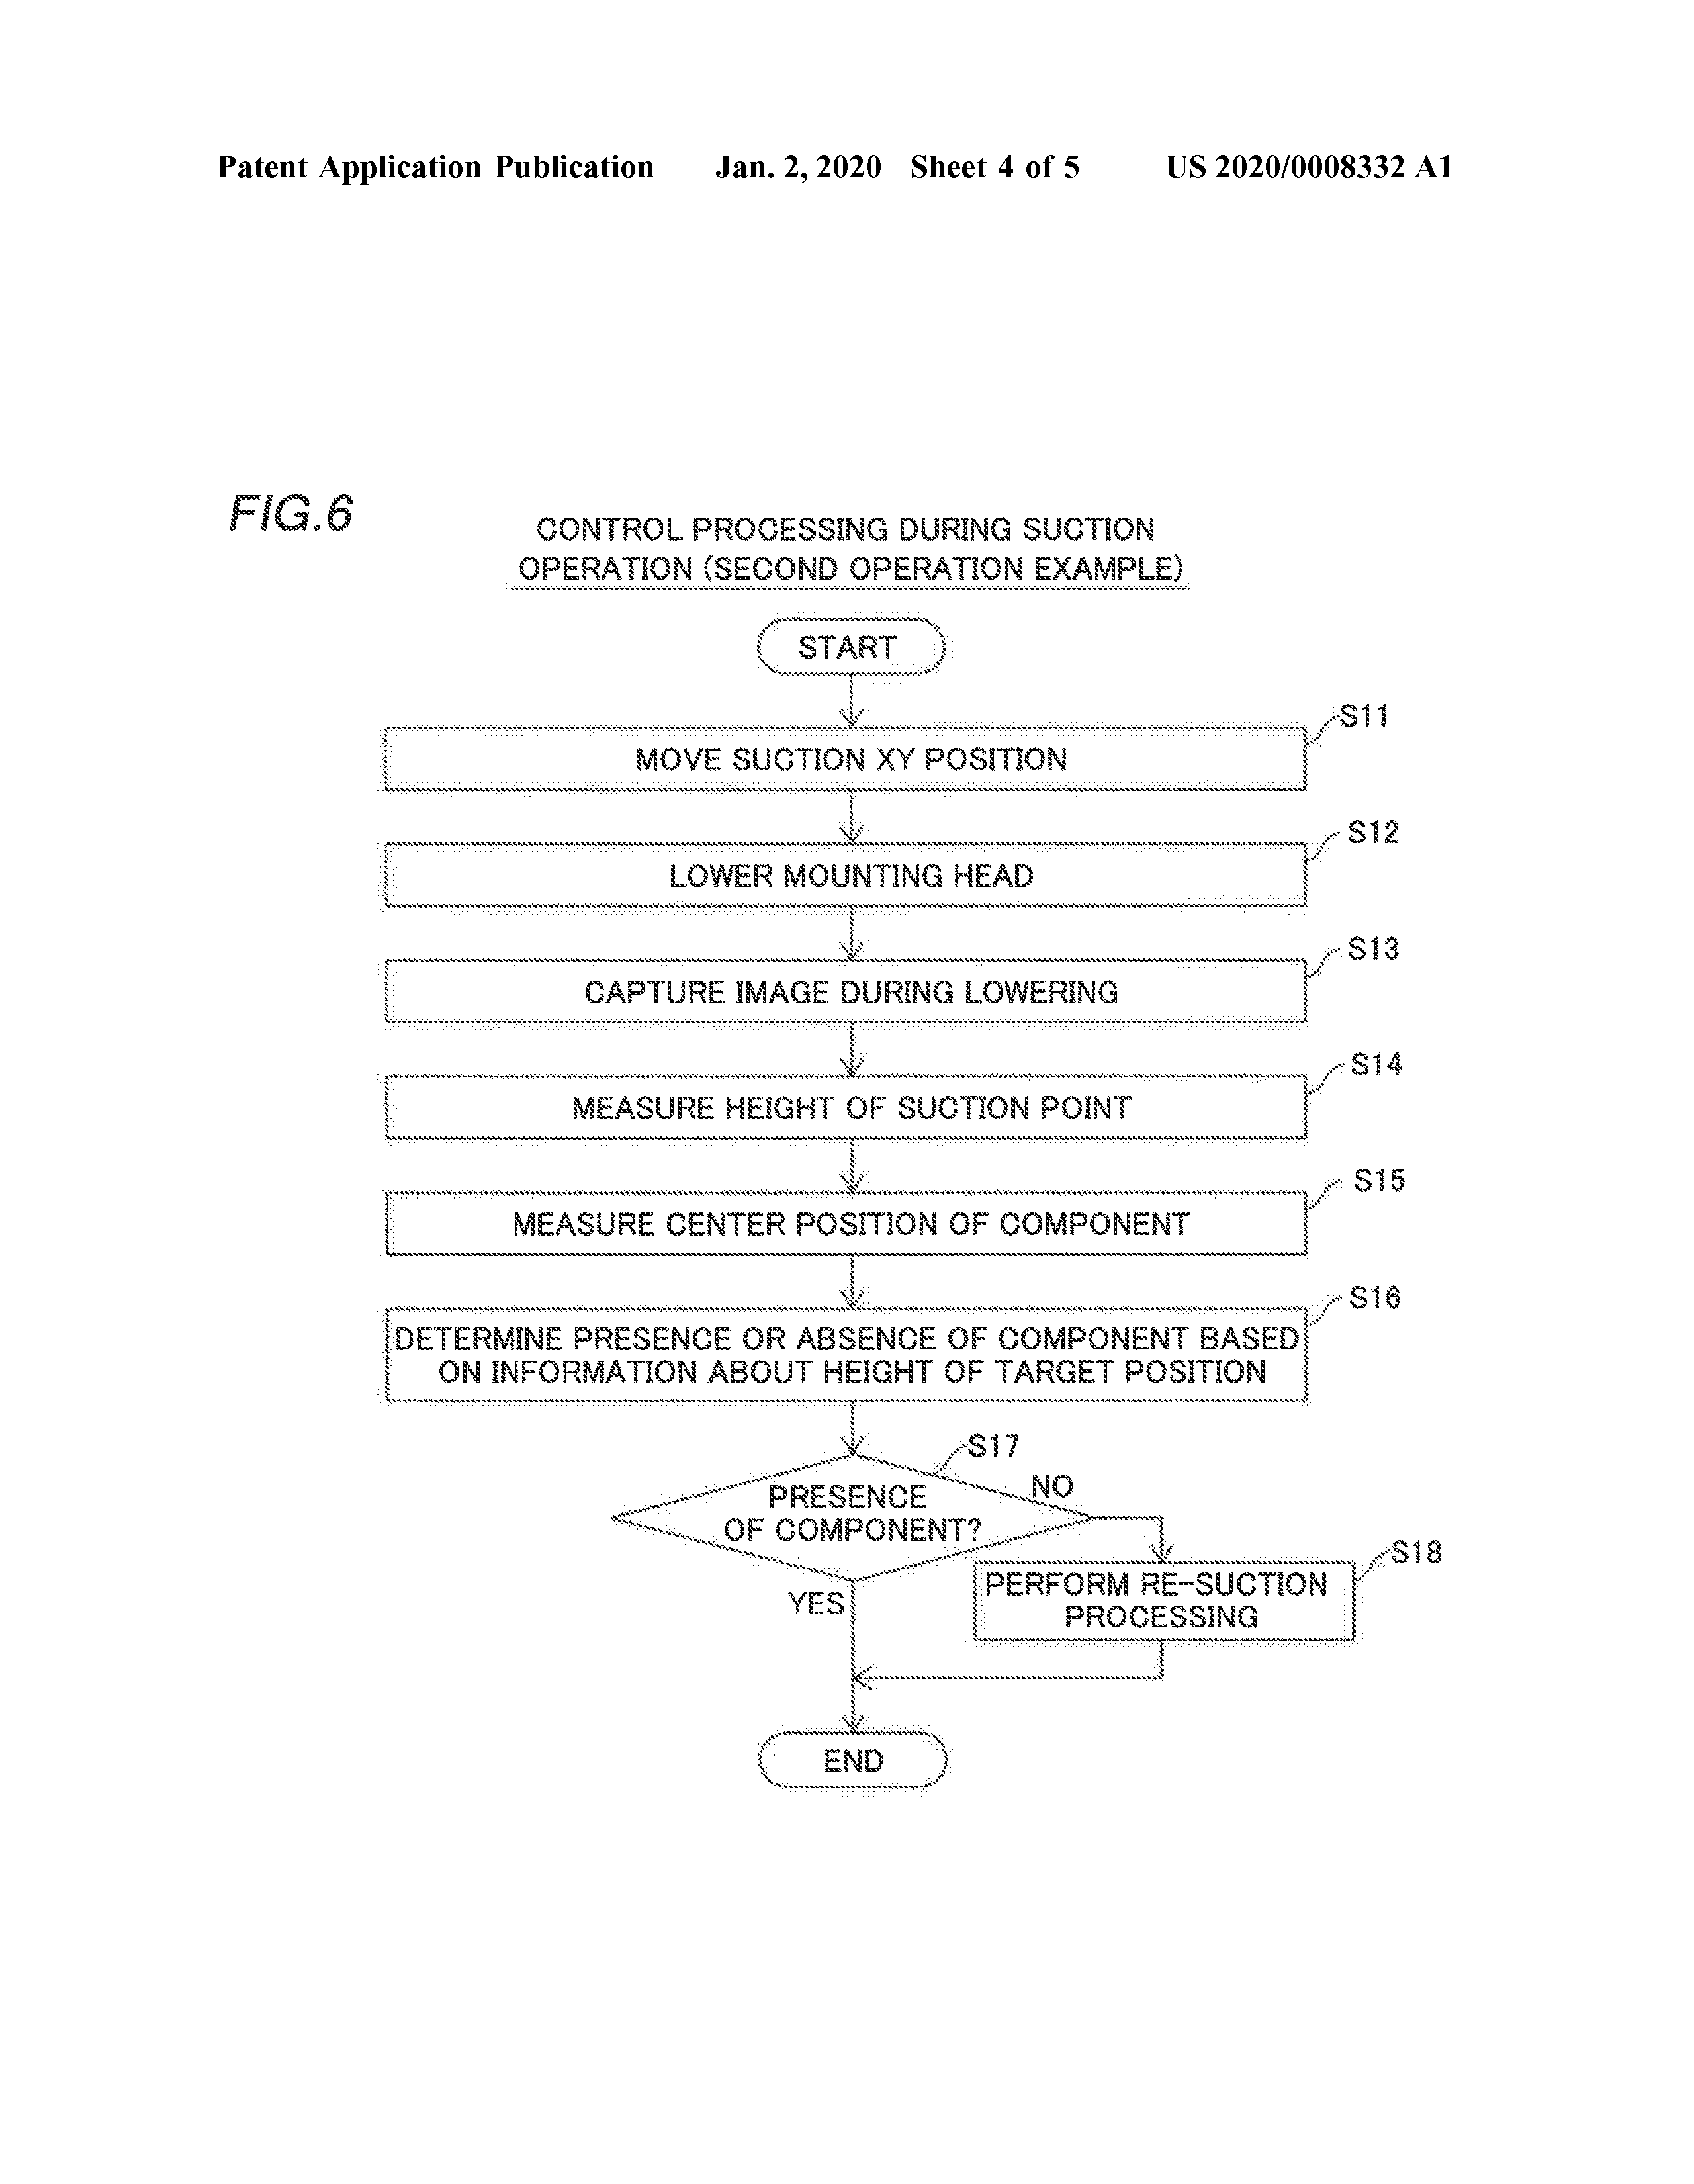 Patent Application Publication Jan. 2, 2020 Sheet 4 of 5 US 2020/0008332 A1
FIG.6
CONTROL PROCESSING DURING SUCTION
OPERATION (SECOND OPERATION EXAMPLE)
START
S11
MOVE SUCTION XY POSITION
S12
LOWER MOUNTING HEAD
S13
CAPTURE IMAGE DURING LOWERING
S14
MEASURE HEIGHT OF SUCTION POINT
S15
MEASURE CENTER POSITION OF COMPONENT
S16
DETERMINE PRESENCE OR ABSENCE OF COMPONENT BASED
ON INFORMATION ABOUT HEIGHT OF TARGET POSITION
S17
NO
PRESENCE
OF COMPONENT?
S18
YES
PERFORM RE-SUCTION
PROCESSING
END